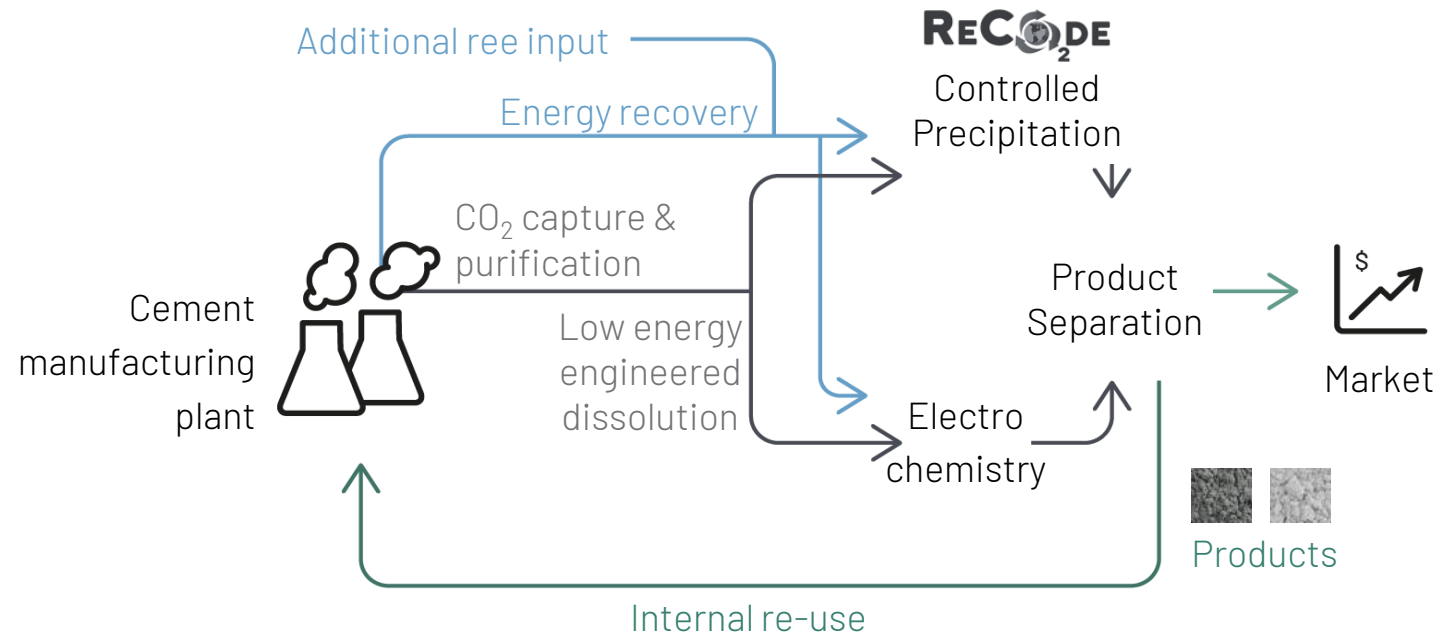 Additional ree input
ReCO2de
Energy recovery
Controlled
Precipitation
CO₂ capture &
purification
Cement
manufacturing
plant
Low energy
engineered
dissolution
Product
Separation
$
Market
Electro
chemistry
Products
Internal re-use